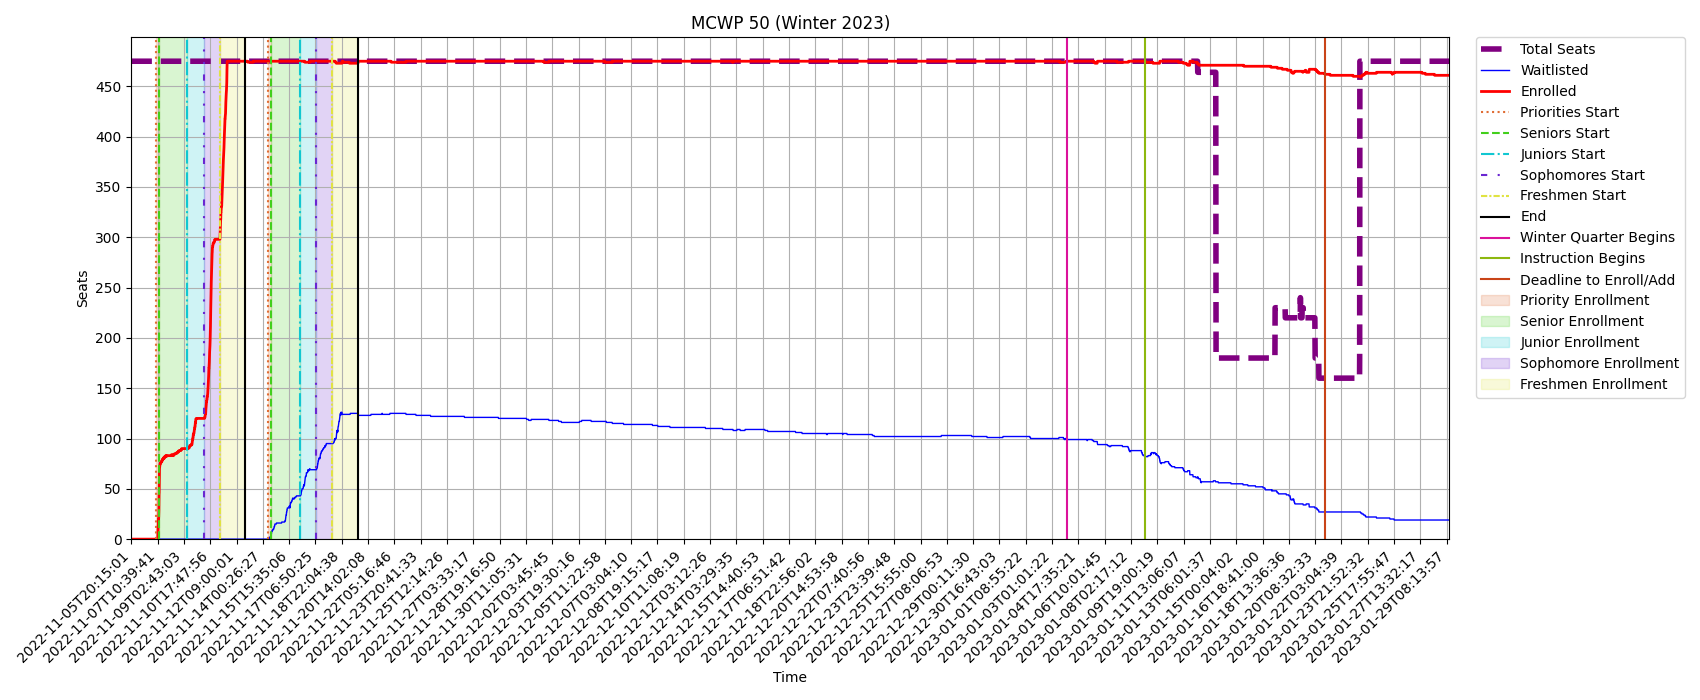 MCWP 50 (Winter 2023)
Seats
450
400
350
300
250
200
150
100
50
0
2022-11-05T20:15:01
2022-11-07T10:39:41
2022-11-09T02:43:03
2022-11-10T17:47:56
2022-11-12T09:00:01
2022-11-14T00:26:27
2022-11-15T15:35:06
2022-11-17T06:50:25
2022-11-18T22:04:38
2022-11-20T14:02:08
2022-11-22T05:16:46
2022-11-23T20:41:33
2022-11-25T12:14:26
2022-11-27T03:33:17
2022-11-28T19:16:50
2022-11-30T11:05:31
2022-12-02T03:45:45
2022-12-03T19:30:16
2022-12-05T11:22:58
2022-12-07T03:04:10
2022-12-08T19:15:17
2022-12-10T11:08:19
2022-12-12T03:12:26
2022-12-14T03:29:35
2022-12-15T14:40:53
2022-12-17T06:51:42
2022-12-18T22:56:02
2022-12-20T14:53:58
2022-12-22T07:40:56
2022-12-23T23:39:48
2022-12-25T15:55:00
2022-12-27T08:06:53
2022-12-29T00:11:30
2022-12-30T16:43:03
2023-01-01T08:55:22
2023-01-03T01:01:22
2023-01-04T17:35:21
2023-01-06T10:01:45
2023-01-08T02:17:12
2023-01-09T19:00:19
2023-01-11T13:06:07
2023-01-13T06:01:37
2023-01-15T00:04:02
2023-01-16T18:41:00
2023-01-18T13:36:36
2023-01-20T08:32:33
2023-01-22T03:04:39
2023-01-23T21:52:32
2023-01-25T17:55:47
2023-01-27T13:32:17
2023-01-29T08:13:57
Time
Total Seats
Waitlisted
Enrolled
Priorities Start
Seniors Start
Juniors Start
Sophomores Start
Freshmen Start
End
Winter Quarter Begins
Instruction Begins
Deadline to Enroll/Add
Priority Enrollment
Senior Enrollment
Junior Enrollment
Sophomore Enrollment
Freshmen Enrollment